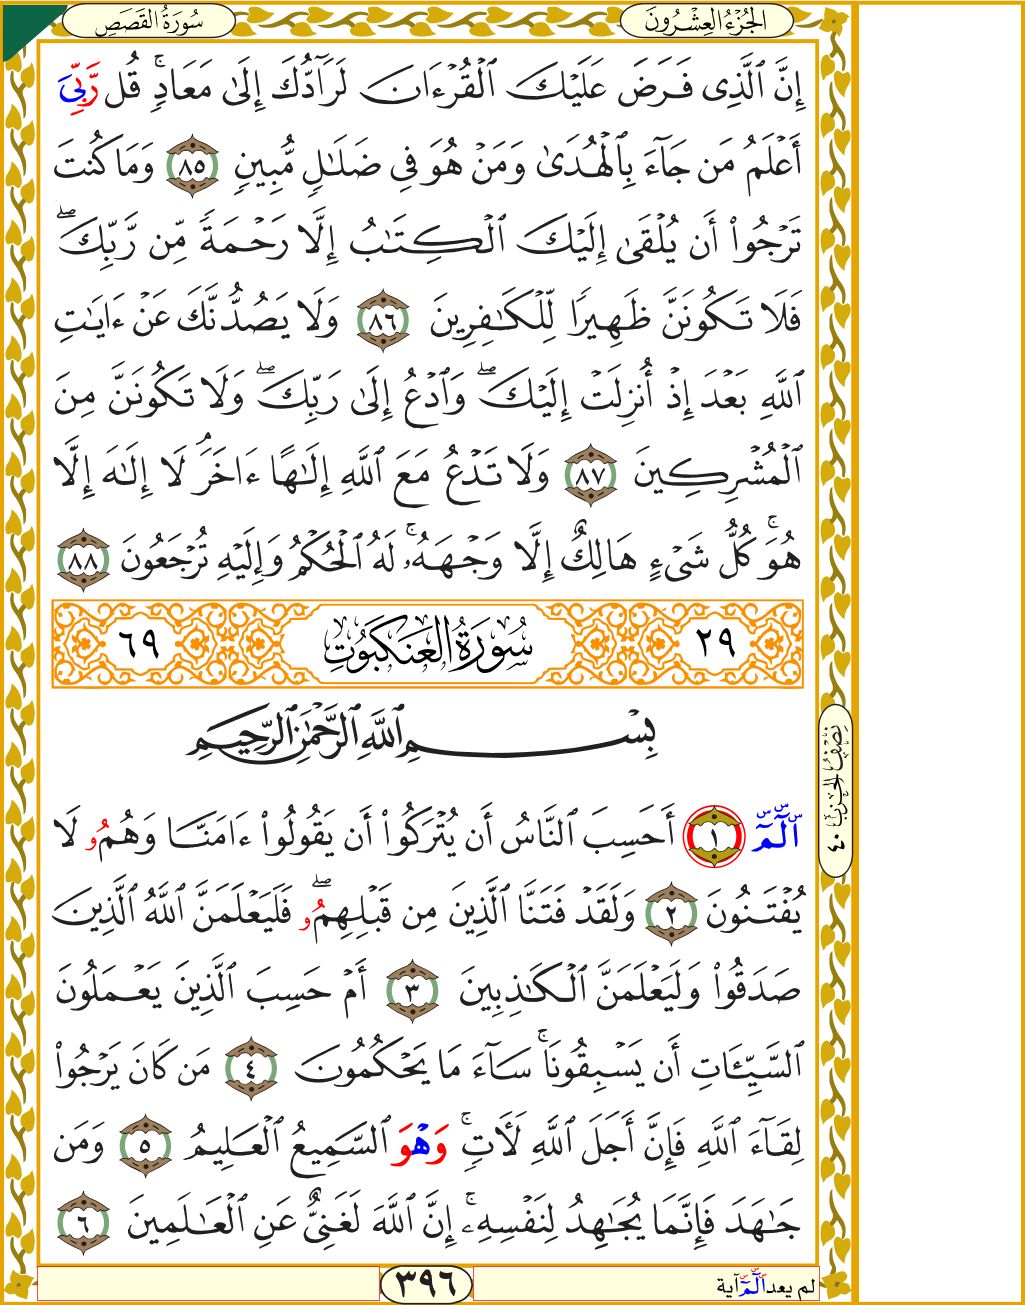 سُورَةُ القَصَصِ
الجُزْءُ العِشْرُونَ
إِنَّ ٱلَّذِى فَرَضَ عَلَيْكَ ٱلْقُرْءَانَ لَرَآدُّكَ إِلَىٰ مَعَادٍۚ قُل رَّبِّىَ
أَعْلَمُ مَن جَآءَ بِٱلْهُدَىٰ وَمَنْ هُوَ فِى ضَلَـٰلٍ مُّبِينٍ ٨٥ وَمَا كُنتَ
تَرْجُوا۟ أَن يُلْقَىٰ إِلَيْكَ ٱلْكِتَـٰبُ إِلَّا رَحْمَةً مِّن رَّبِّكَۖ
فَلَا تَكُونَنَّ ظَهِيرًا لِّلْكَـٰفِرِينَ ٨٦ وَلَا يَصُدُّنَّكَ عَنْ ءَايَـٰتِ
ٱللَّهِ بَعْدَ إِذْ أُنزِلَتْ إِلَيْكَۖ وَٱدْعُ إِلَىٰ رَبِّكَۖ وَلَا تَكُونَنَّ مِنَ
ٱلْمُشْرِكِينَ ٨٧ وَلَا تَدْعُ مَعَ ٱللَّهِ إِلَـٰهًا ءَاخَرَۘ لَا إِلَـٰهَ إِلَّا
هُوَۚ كُلُّ شَىْءٍ هَالِكٌ إِلَّا وَجْهَهُۥۚ لَهُ ٱلْحُكْمُ وَإِلَيْهِ تُرْجَعُونَ ٨٨
٢٩ سُورَةُ العَنكَبُوتِ ٦٩
بِسْمِ ٱللَّهِ ٱلرَّحْمَـٰنِ ٱلرَّحِيمِ
الٓمٓ س س س ١ أَحَسِبَ ٱلنَّاسُ أَن يُتْرَكُوا۟ أَن يَقُولُوا۟ ءَامَنَّا وَهُمُۥ لَا
يُفْتَنُونَ ٢ وَلَقَدْ فَتَنَّا ٱلَّذِينَ مِن قَبْلِهِمُۥۖ فَلَيَعْلَمَنَّ ٱللَّهُ ٱلَّذِينَ
صَدَقُوا۟ وَلَيَعْلَمَنَّ ٱلْكَـٰذِبِينَ ٣ أَمْ حَسِبَ ٱلَّذِينَ يَعْمَلُونَ
ٱلسَّيِّـَٔاتِ أَن يَسْبِقُونَاۚ سَآءَ مَا يَحْكُمُونَ ٤ مَن كَانَ يَرْجُوا۟
لِقَآءَ ٱللَّهِ فَإِنَّ أَجَلَ ٱللَّهِ لَـَٔاتٍۚ وَهْوَ ٱلسَّمِيعُ ٱلْعَلِيمُ ٥ وَمَن
جَـٰهَدَ فَإِنَّمَا يُجَـٰهِدُ لِنَفْسِهِۦۚ إِنَّ ٱللَّهَ لَغَنِىٌّ عَنِ ٱلْعَـٰلَمِينَ ٦
نِصْفُ الحِزْبِ ٤٠
٣٩٦
لم يعد الٓمٓ آية